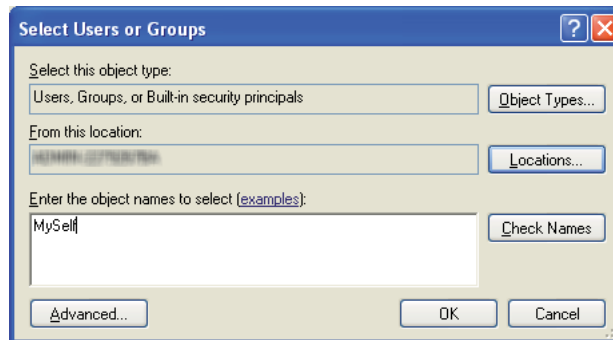 Select Users or Groups
Select this object type:
Users, Groups, or Built-in security principals
Object Types...
From this location:
Locations...
Enter the object names to select (examples):
MySelf
Check Names
Advanced...
OK
Cancel